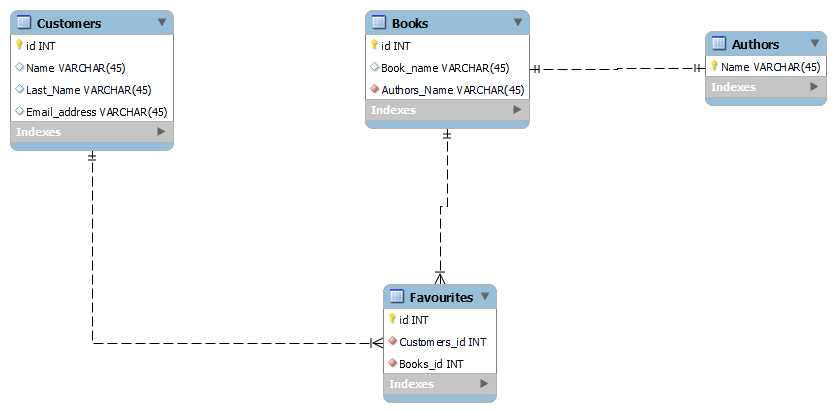 Customers
id INT
Name VARCHAR(45)
Last_Name VARCHAR(45)
Email_address VARCHAR(45)
Indexes
Books
id INT
Book_name VARCHAR(45)
Authors_Name VARCHAR(45)
Indexes
Authors
Name VARCHAR(45)
Indexes
Favourites
id INT
Customers_id INT
Books_id INT
Indexes